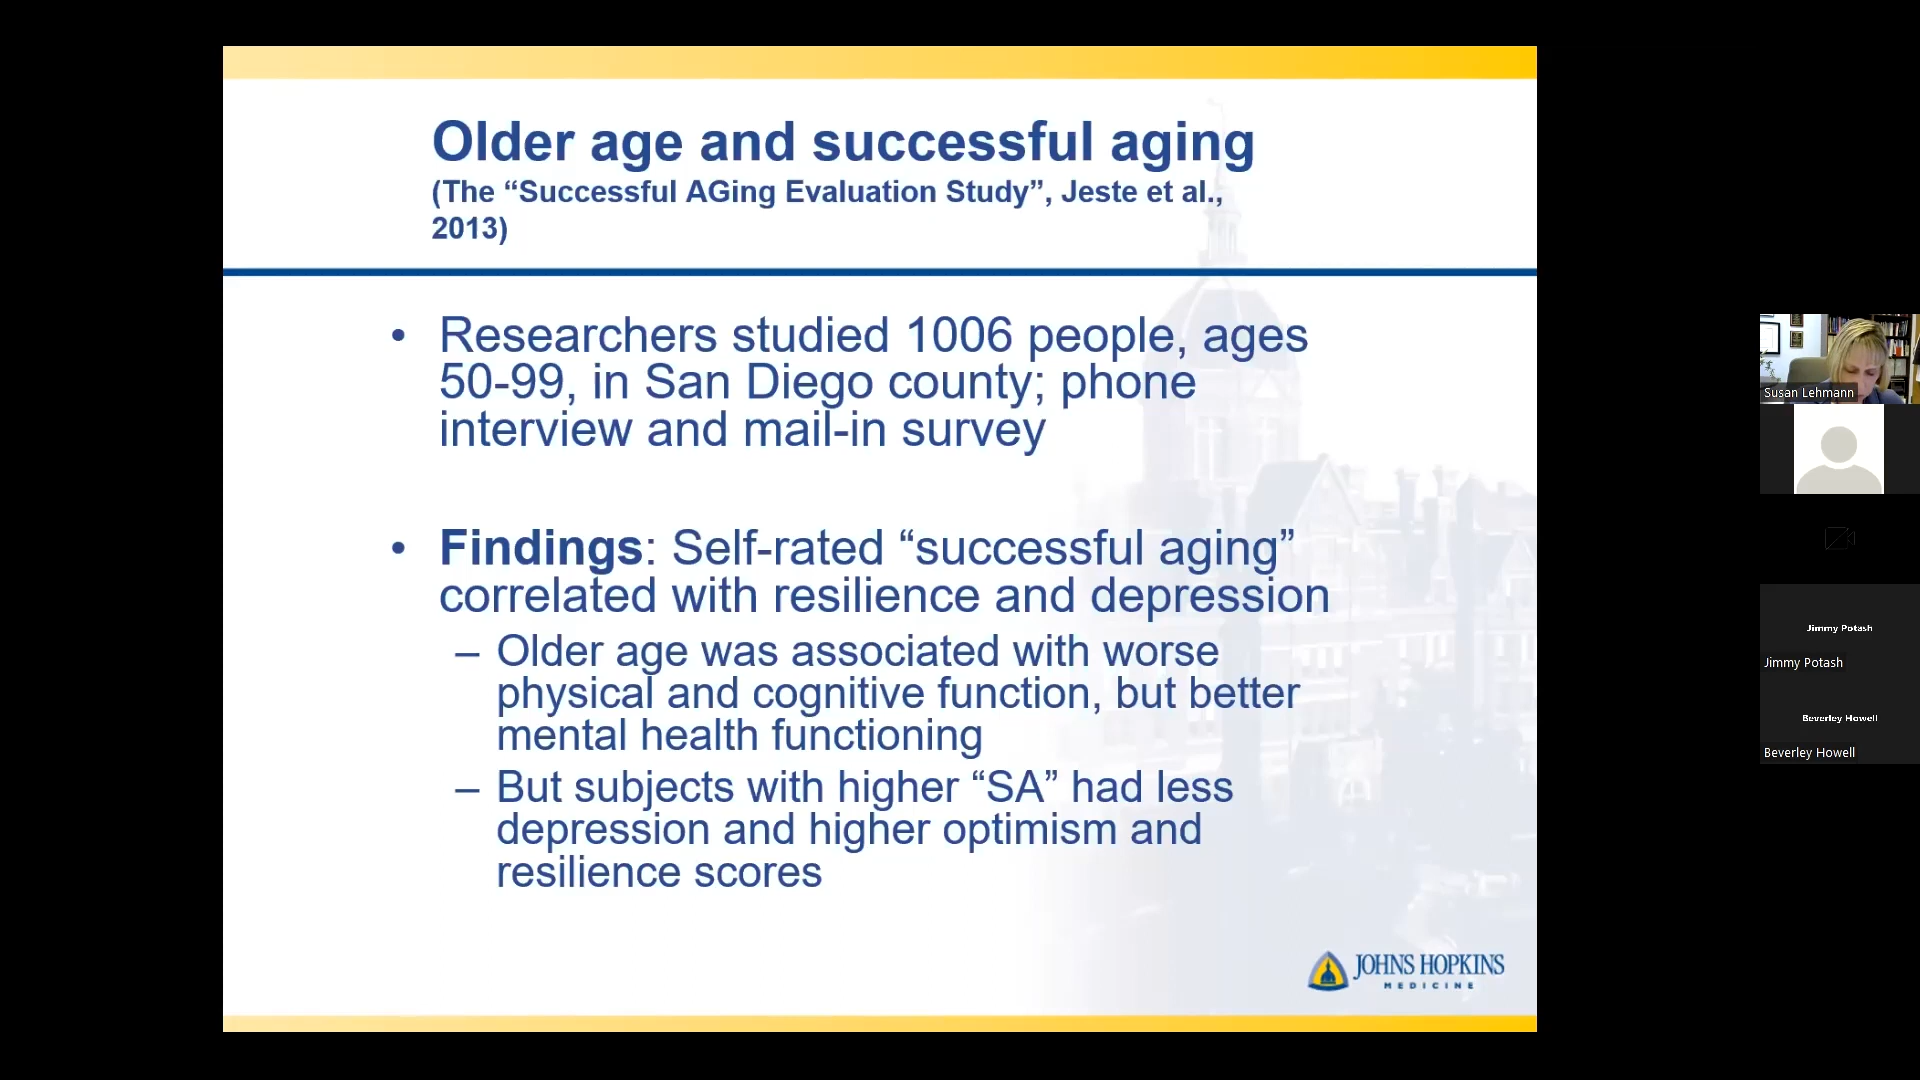 Older age and successful aging
(The “Successful AGing Evaluation Study”, Jeste et al.,
2013)
• Researchers studied 1006 people, ages
50-99, in San Diego county; phone
interview and mail-in survey
• Findings: Self-rated “successful aging”
correlated with resilience and depression
– Older age was associated with worse
physical and cognitive function, but better
mental health functioning
– But subjects with higher “SA” had less
depression and higher optimism and
resilience scores
JOHNS HOPKINS
MEDICINE
Susan Lehmann
Jimmy Potash
Jimmy Potash
Beverley Howell
Beverley Howell